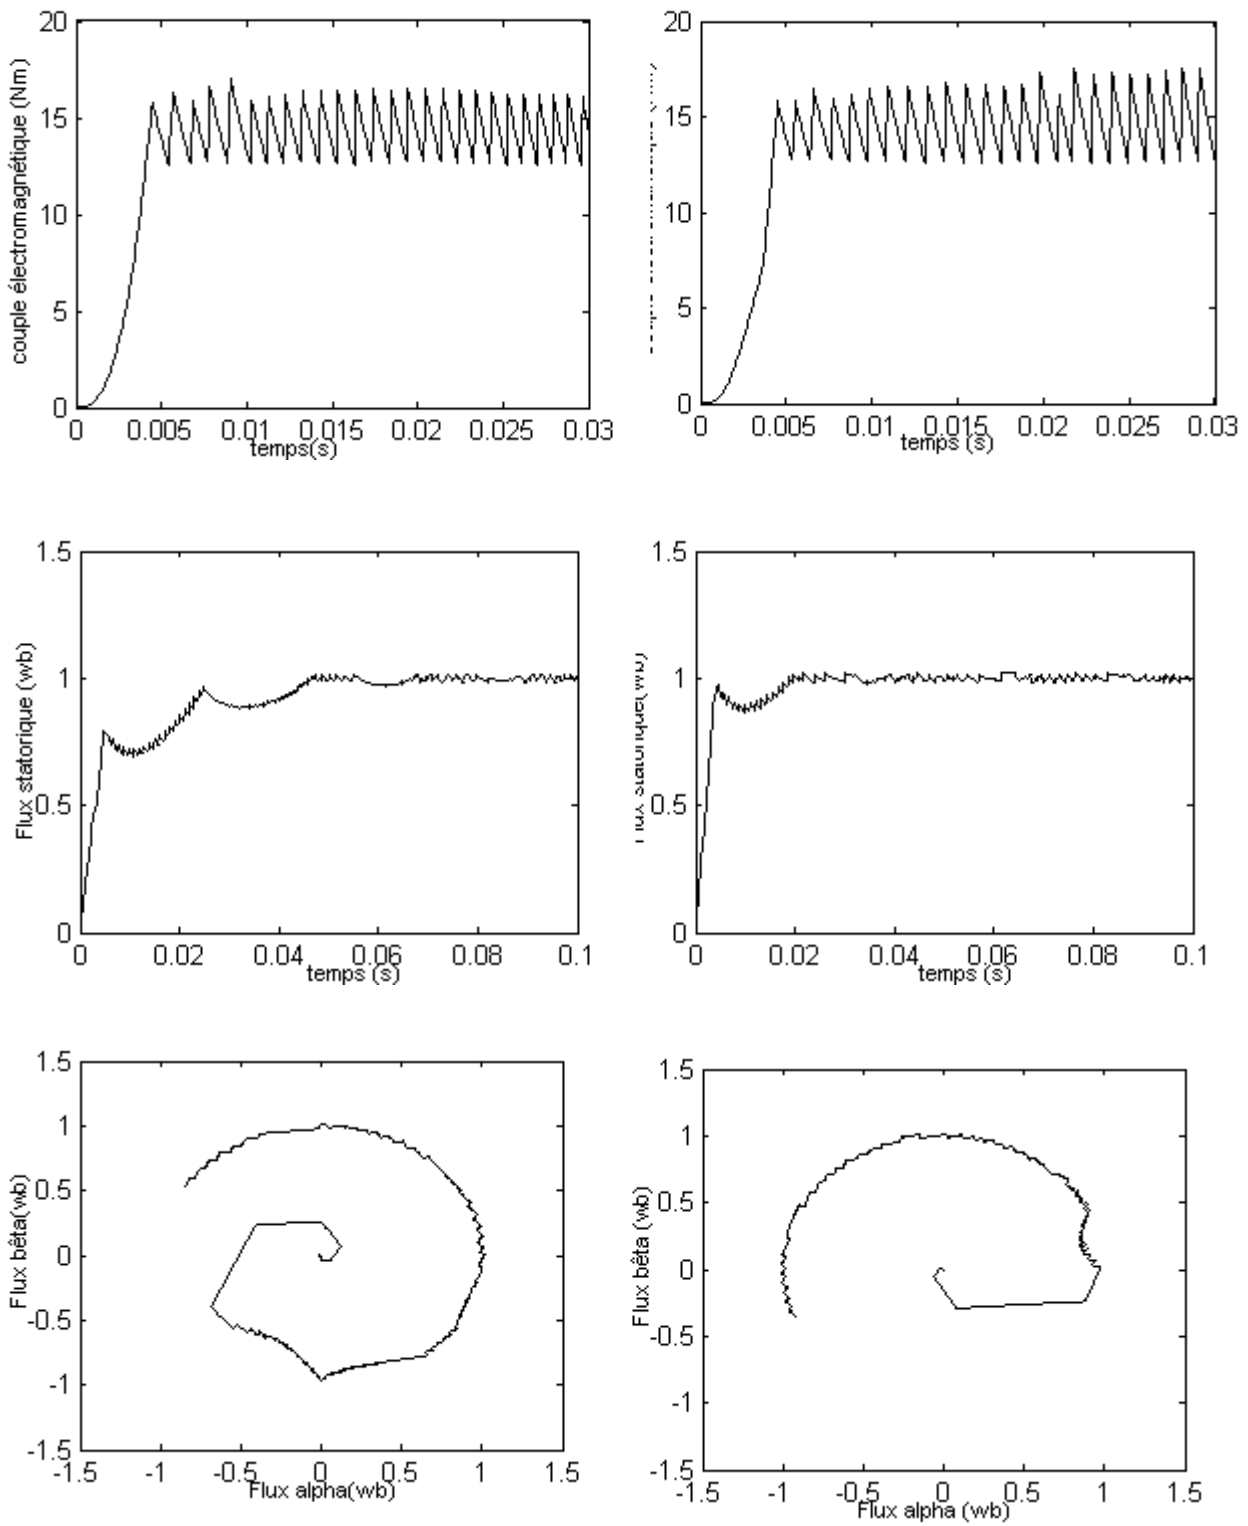 20
15
10
5
0
0 0.005 0.01 0.015 0.02 0.025 0.03
couple électromagnétique (Nm)
temps(s)
20
15
10
5
0
0 0.005 0.01 0.015 0.02 0.025 0.03
temps (s)
1.5
1
0.5
0
0 0.02 0.04 0.06 0.08 0.1
Flux statorique (wb)
temps (s)
1.5
1
0.5
0
0 0.02 0.04 0.06 0.08 0.1
Flux statorique(wb)
temps (s)
1.5
1
0.5
0
-0.5
-1
-1.5
-1.5 -1 -0.5 0 0.5 1 1.5
Flux bêta(wb)
Flux alpha(wb)
1.5
1
0.5
0
-0.5
-1
-1.5
-1.5 -1 -0.5 0 0.5 1 1.5
Flux bêta (wb)
Flux alpha (wb)